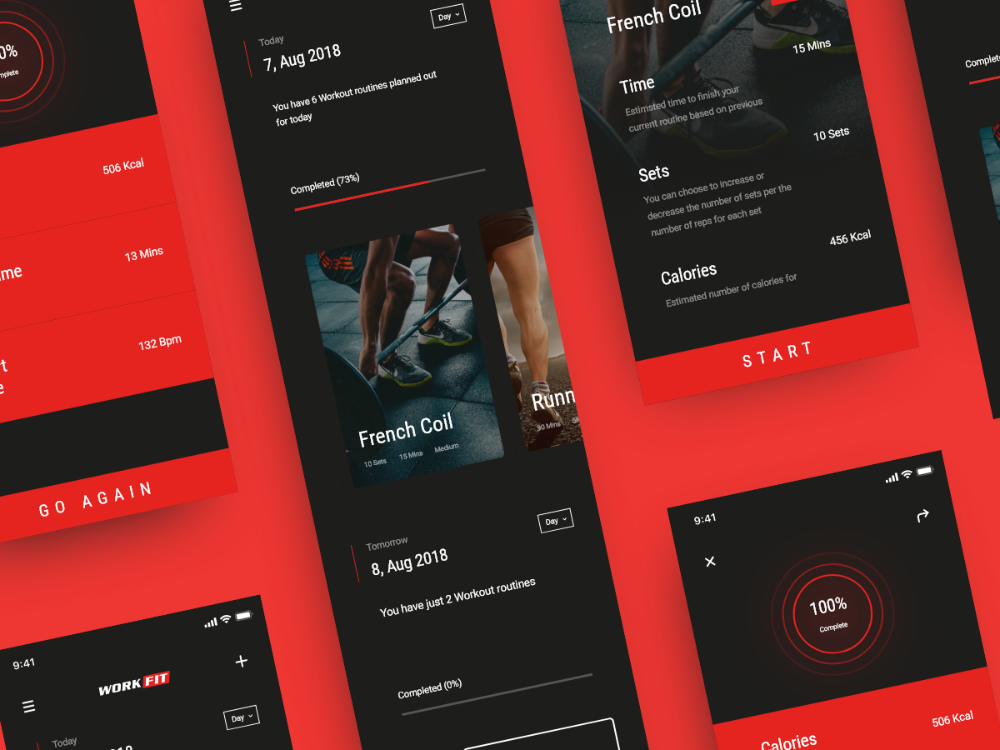 0%
mplete
506 Kcal
me
13 Mins
rt
e
132 Bpm
GO AGAIN
9:41
WORK FIT
Day
Today
Day
Today
7, Aug 2018
You have 6 Workout routines planned out
for today
Completed (73%)
French Coil
10 Sets 15 Mins Medium
Runn
30 Mins
Day
Tomorrow
8, Aug 2018
You have just 2 Workout routines
Completed (0%)
French Coil
15 Mins
Time
Estimsted time to finish your
current routine based on previous
10 Sets
Sets
You can choose to increase or
decrease the number of sets per the
number of reps for each set
456 Kcal
Calories
Estimated number of calories for
START
Complet
9:41
100%
Complete
506 Kcal
Calories